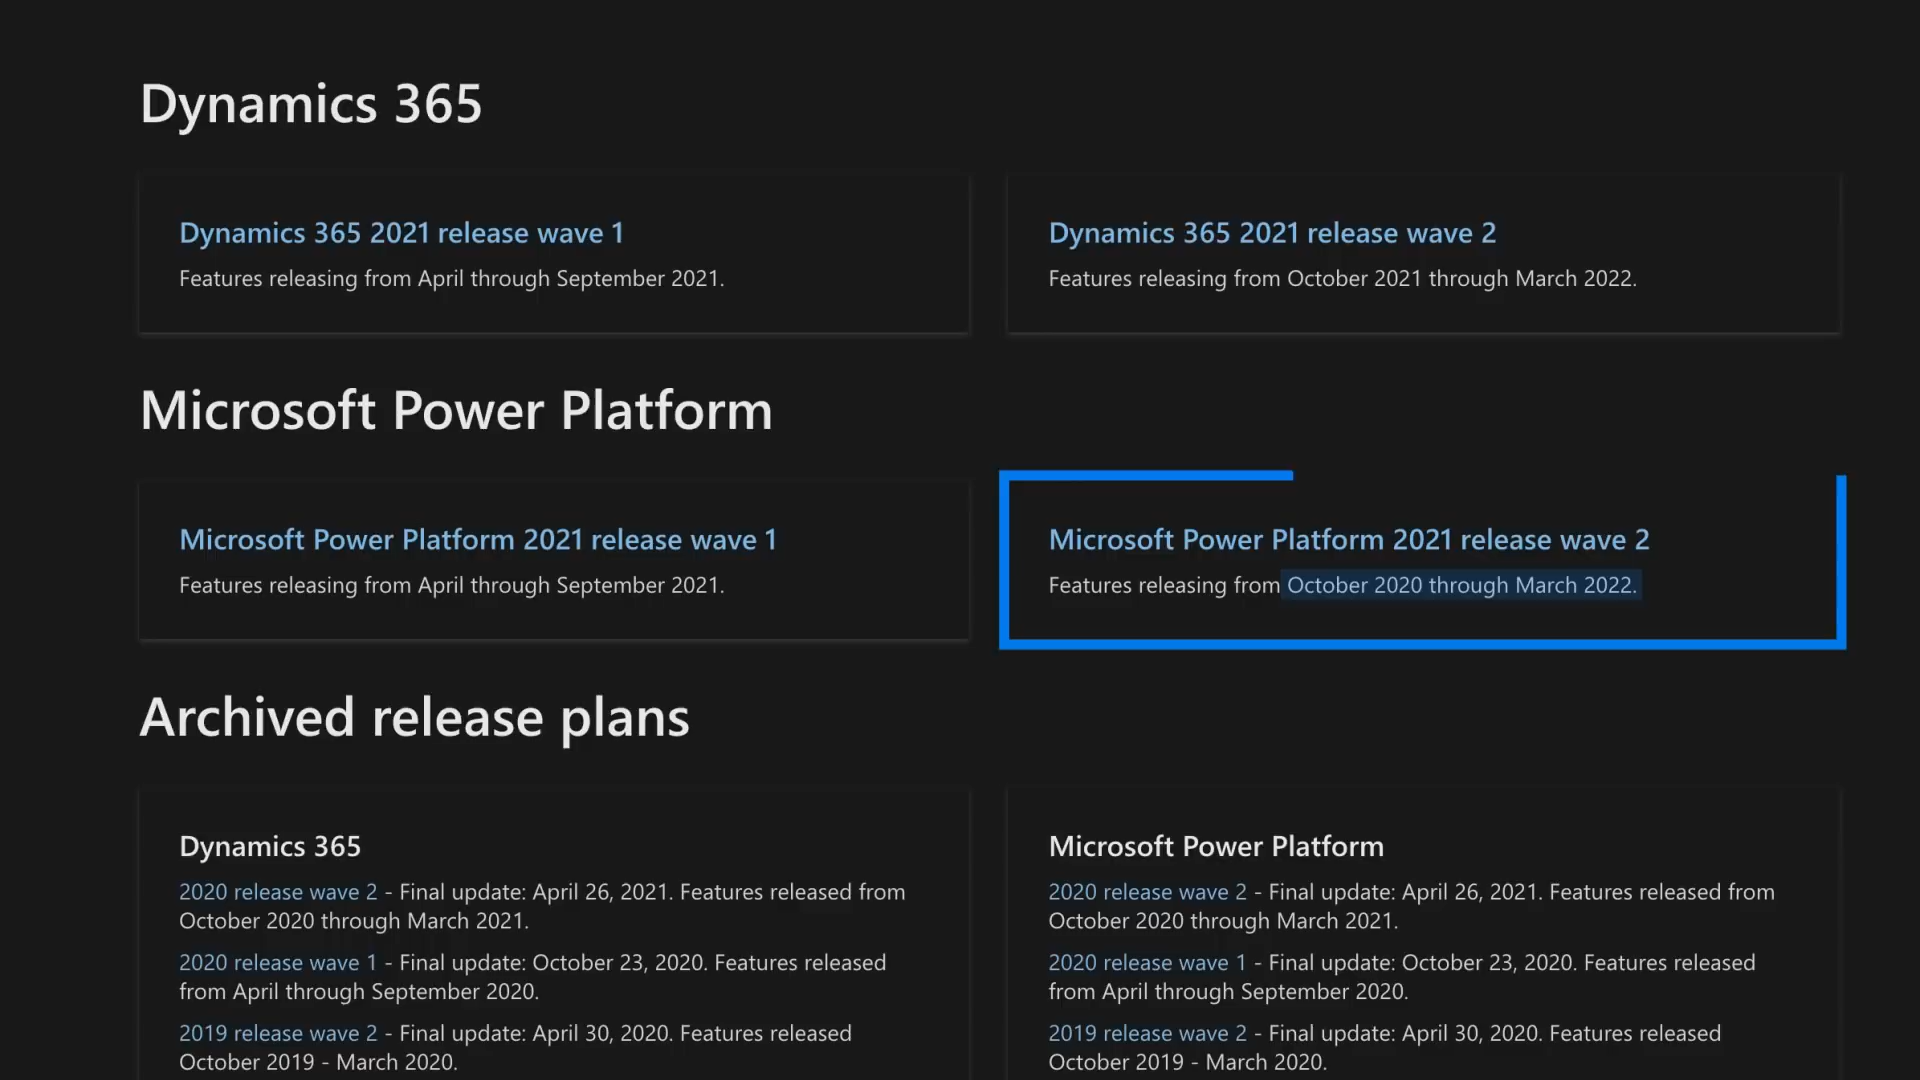 Dynamics 365
Dynamics 365 2021 release wave 1
Features releasing from April through September 2021.
Dynamics 365 2021 release wave 2
Features releasing from October 2021 through March 2022.
Microsoft Power Platform
Microsoft Power Platform 2021 release wave 1
Features releasing from April through September 2021.
Microsoft Power Platform 2021 release wave 2
Features releasing from October 2020 through March 2022.
Archived release plans
Dynamics 365
2020 release wave 2 - Final update: April 26, 2021. Features released from
October 2020 through March 2021.
2020 release wave 1 - Final update: October 23, 2020. Features released
from April through September 2020.
2019 release wave 2 - Final update: April 30, 2020. Features released
October 2019 - March 2020.
Microsoft Power Platform
2020 release wave 2 - Final update: April 26, 2021. Features released from
October 2020 through March 2021.
2020 release wave 1 - Final update: October 23, 2020. Features released
from April through September 2020.
2019 release wave 2 - Final update: April 30, 2020. Features released
October 2019 - March 2020.